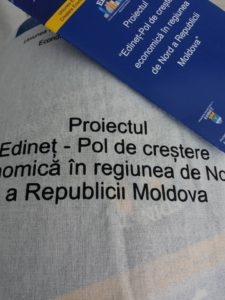 Proiectul
"Edineț-Pol de creștere
economică în regiunea
de Nord a Republicii
Moldova"
Proiectul
Edineț - Pol de creștere
nomică în regiunea de No
a Republicii Moldova